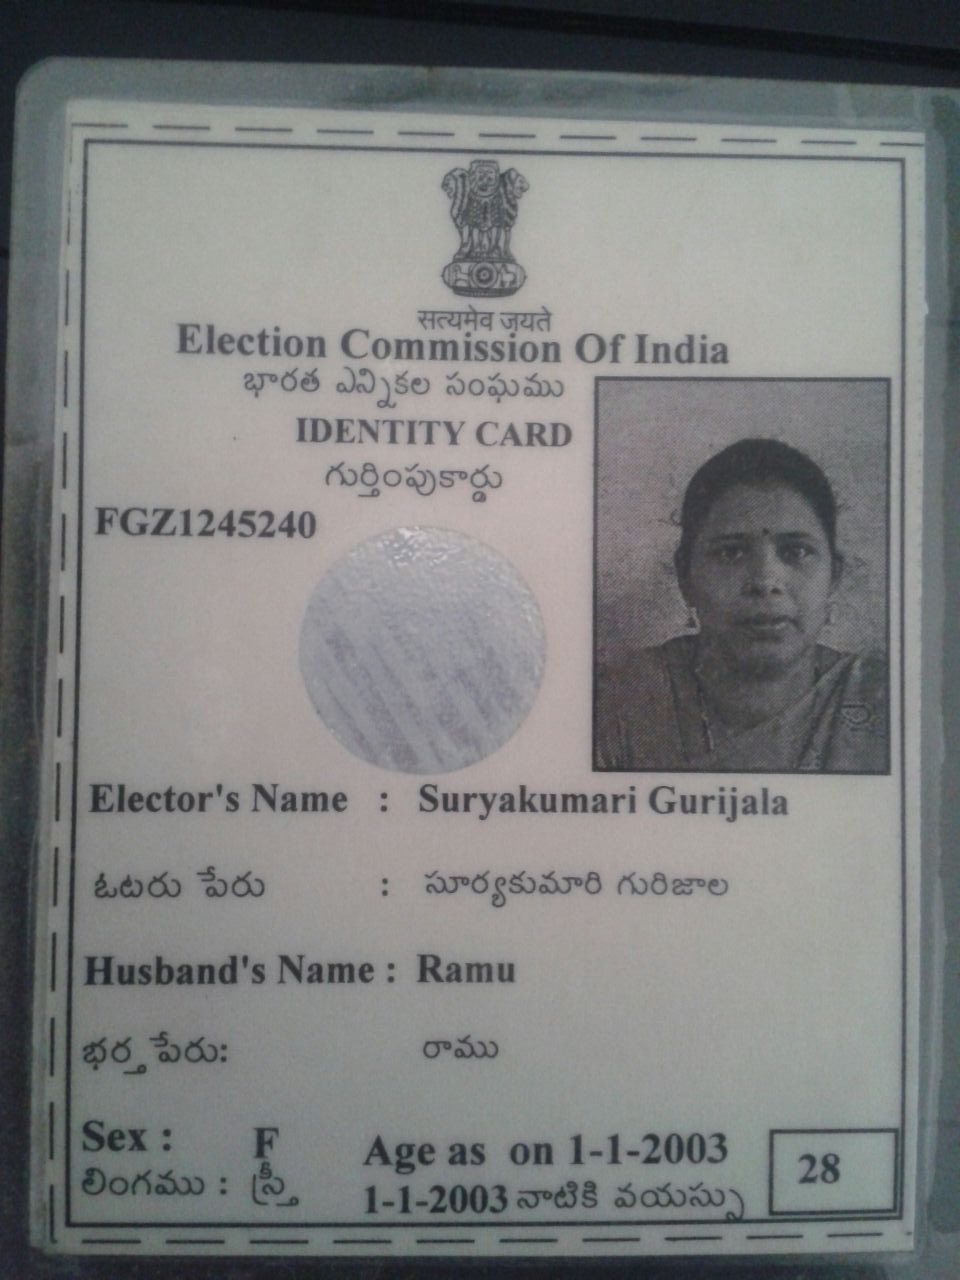 सत्यमेव जयते
Election Commission Of India
భారత ఎన్నికల సంఘము
IDENTITY CARD
గుర్తింపుకార్డు
FGZ1245240
Elector's Name : Suryakumari Gurijala
ఓటరు పేరు : సూర్యకుమారి గురిజాల
Husband's Name : Ramu
భర్త పేరు: రాము
Sex : F Age as on 1-1-2003 28
లింగము : స్త్రీ 1-1-2003 నాటికి వయస్సు